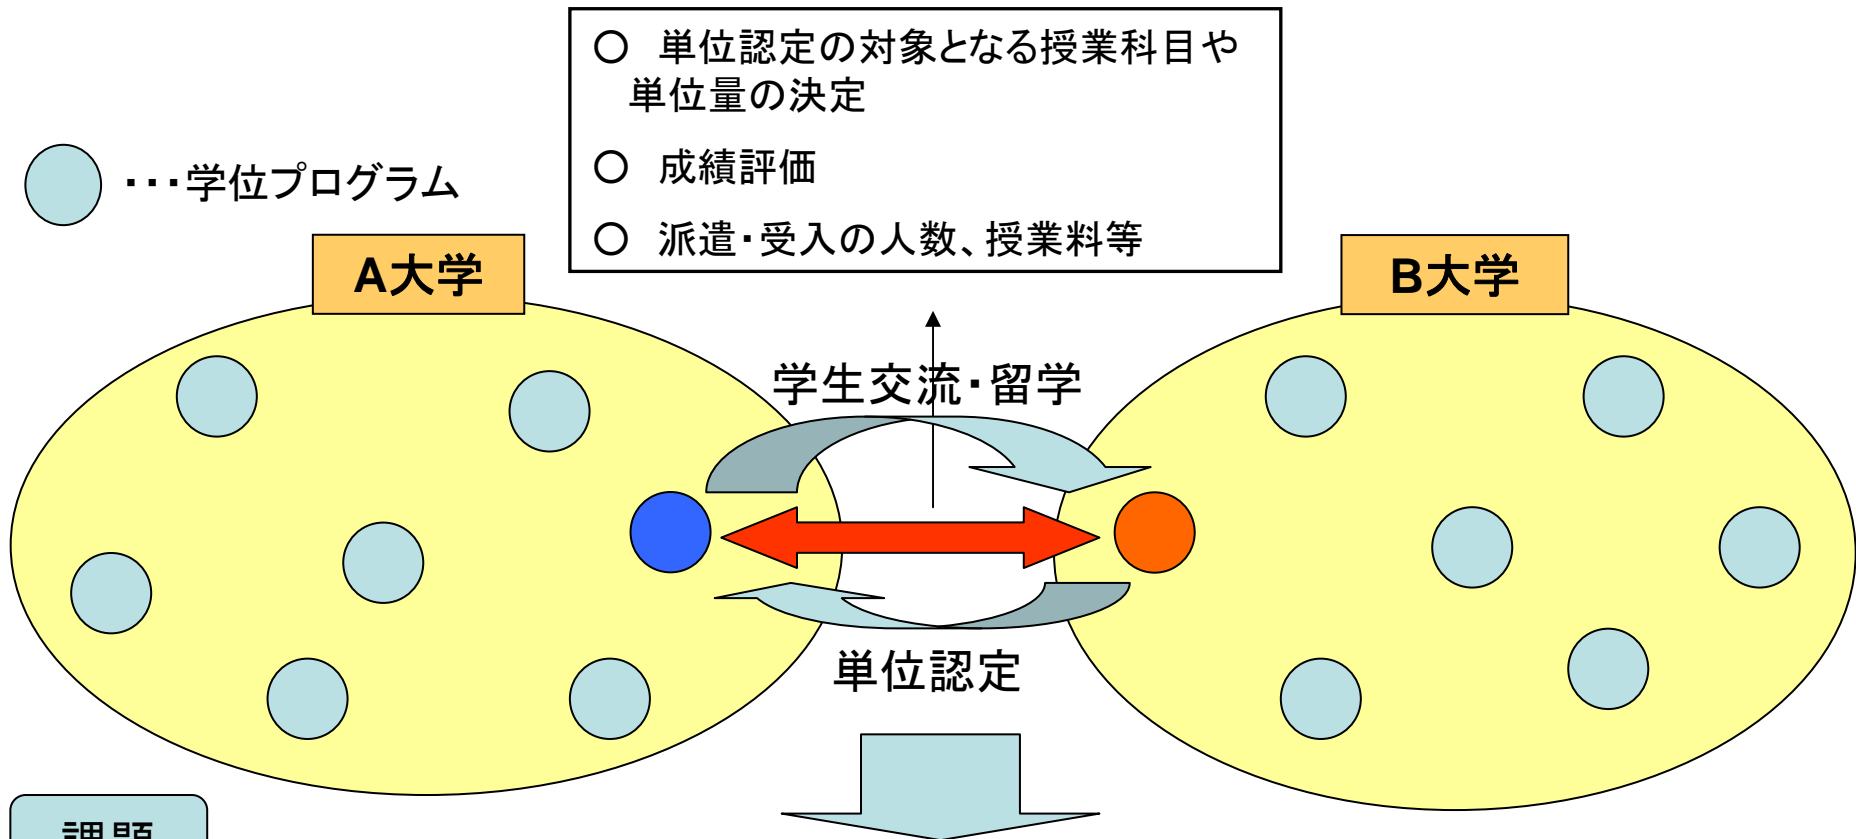 ○　単位認定の対象となる授業科目や
単位量の決定
○　成績評価
○　派遣・受入の人数、授業料等
・・・学位プログラム
A大学
B大学
学生交流・留学
単位認定
課題